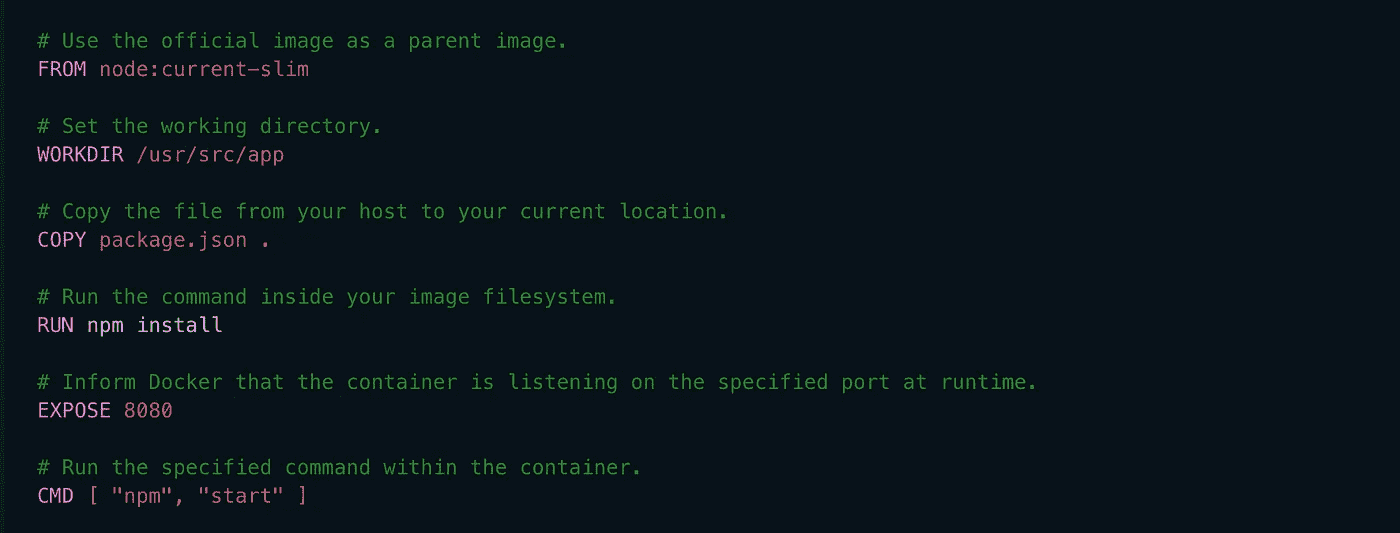 # Use the official image as a parent image.
FROM node:current-slim
# Set the working directory.
WORKDIR /usr/src/app
# Copy the file from your host to your current location.
COPY package.json .
# Run the command inside your image filesystem.
RUN npm install
# Inform Docker that the container is listening on the specified port at runtime.
EXPOSE 8080
# Run the specified command within the container.
CMD [ "npm", "start" ]